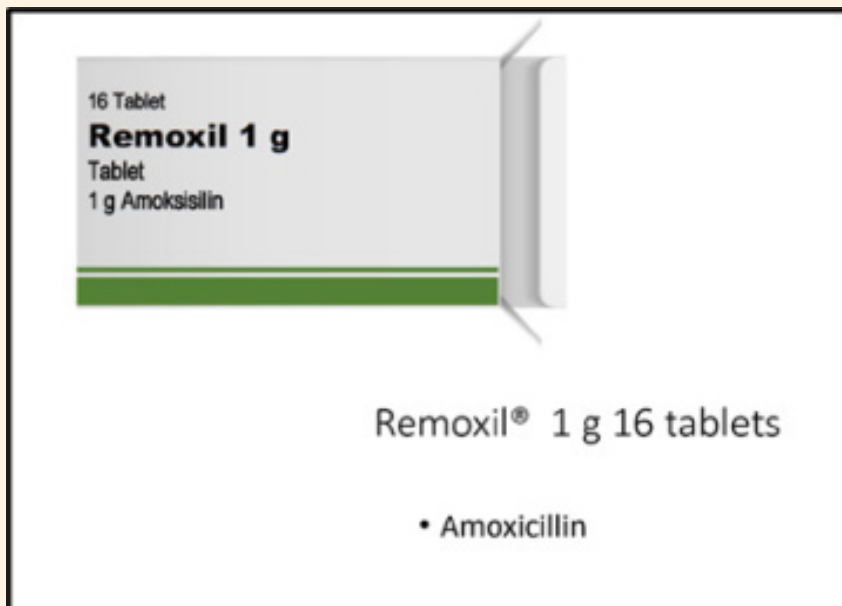 16 Tablet
Remoxil 1 g
Tablet
1 g Amoksisilin
Remoxil® 1 g 16 tablets
• Amoxicillin